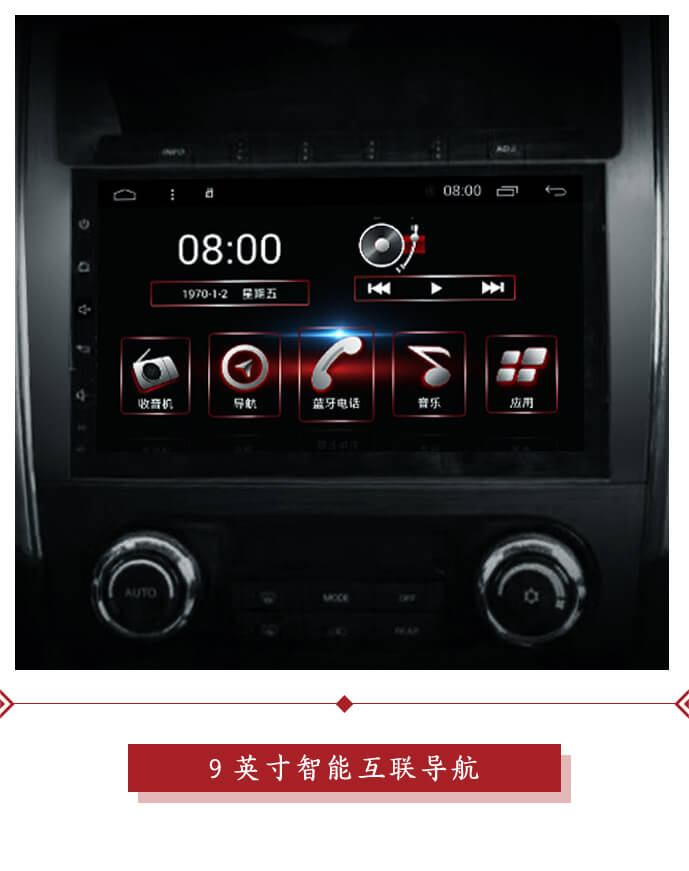 INFO
ADJ
08:00
08:00
1970-1-2 星期五
收音机
导航
蓝牙电话
音乐
应用
AUTO
MODE
OFF
REAR
9 英寸智能互联导航